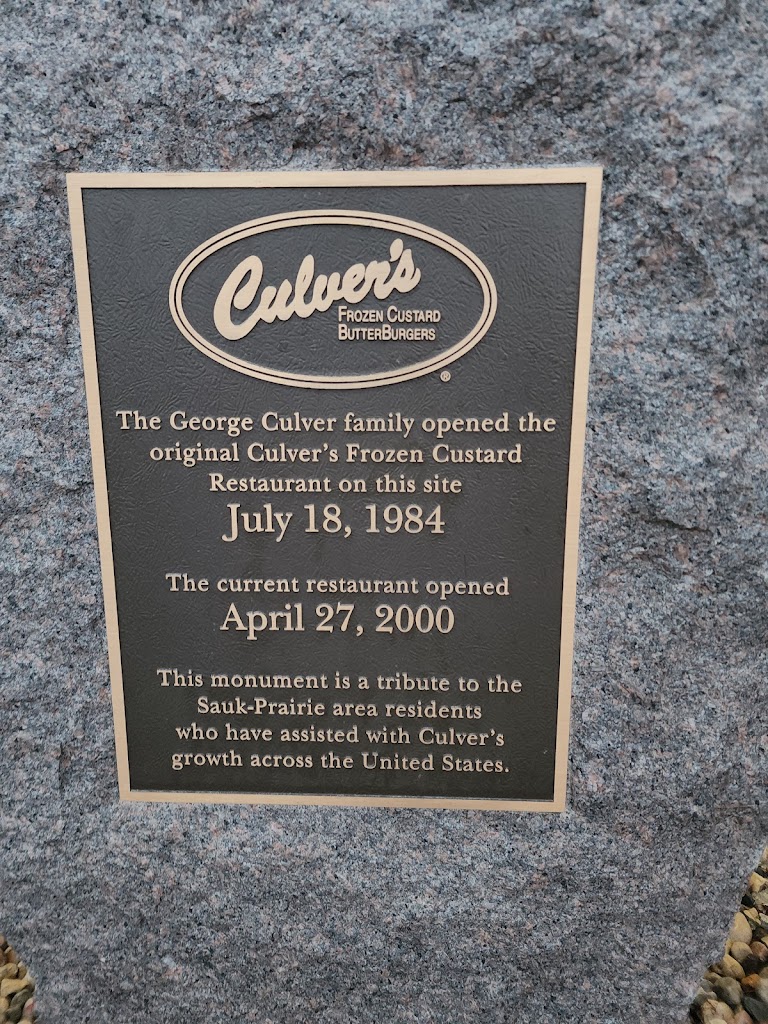 Culver's
FROZEN CUSTARD
BUTTERBURGERS
®
The George Culver family opened the
original Culver's Frozen Custard
Restaurant on this site
July 18, 1984
The current restaurant opened
April 27, 2000
This monument is a tribute to the
Sauk-Prairie area residents
who have assisted with Culver's
growth across the United States.